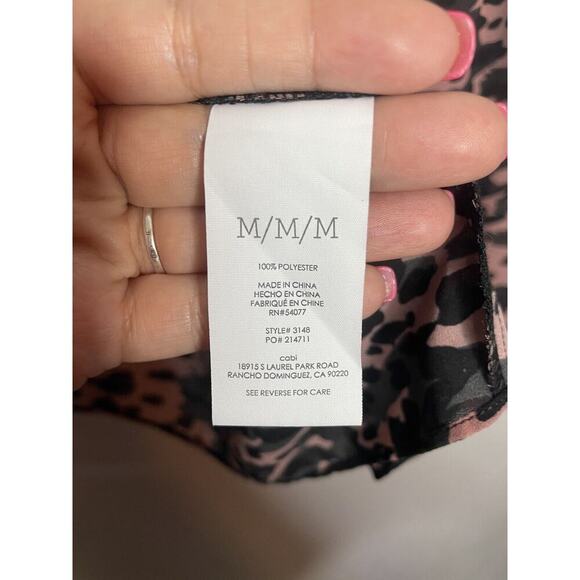 M/M/M
100% POLYESTER
MADE IN CHINA
HECHO EN CHINA
FABRIQUÉ EN CHINE
RN#54077
STYLE# 3148
PO# 214711
cabi
18915 S LAUREL PARK ROAD
RANCHO DOMINGUEZ, CA 90220
SEE REVERSE FOR CARE